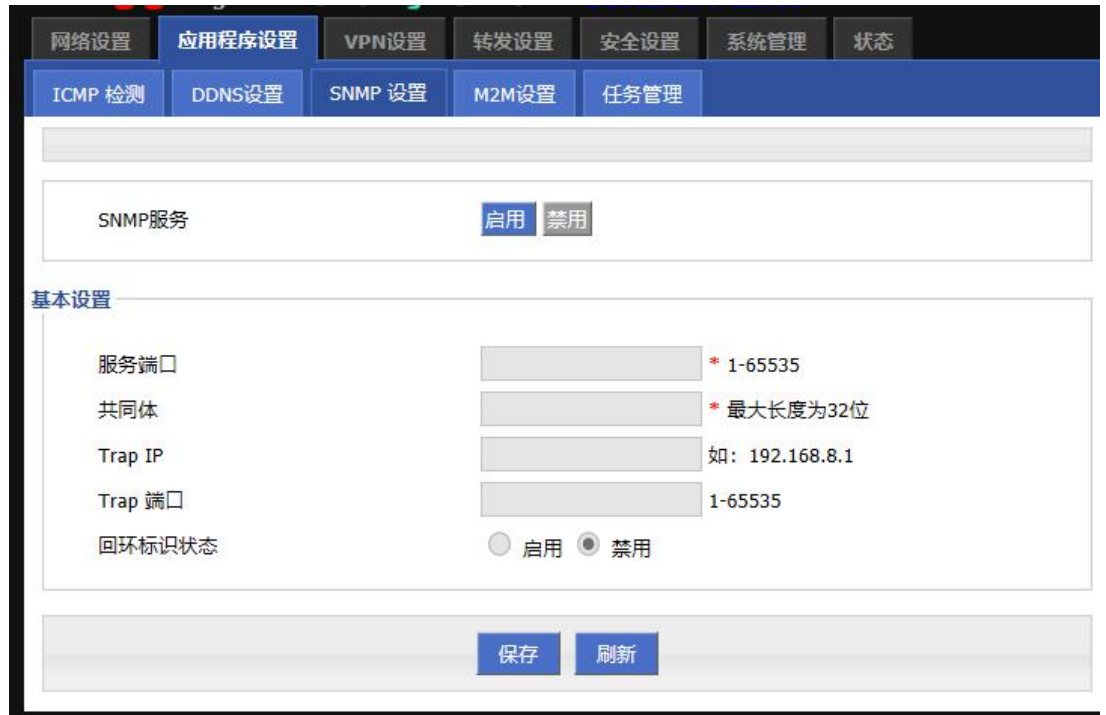 网络设置 应用程序设置 VPN设置 转发设置 安全设置 系统管理 状态
ICMP 检测 DDNS设置 SNMP 设置 M2M设置 任务管理
SNMP服务 启用 禁用
基本设置
服务端口 * 1-65535
共同体 * 最大长度为32位
Trap IP 如：192.168.8.1
Trap 端口 1-65535
回环标识状态 启用 禁用
保存 刷新